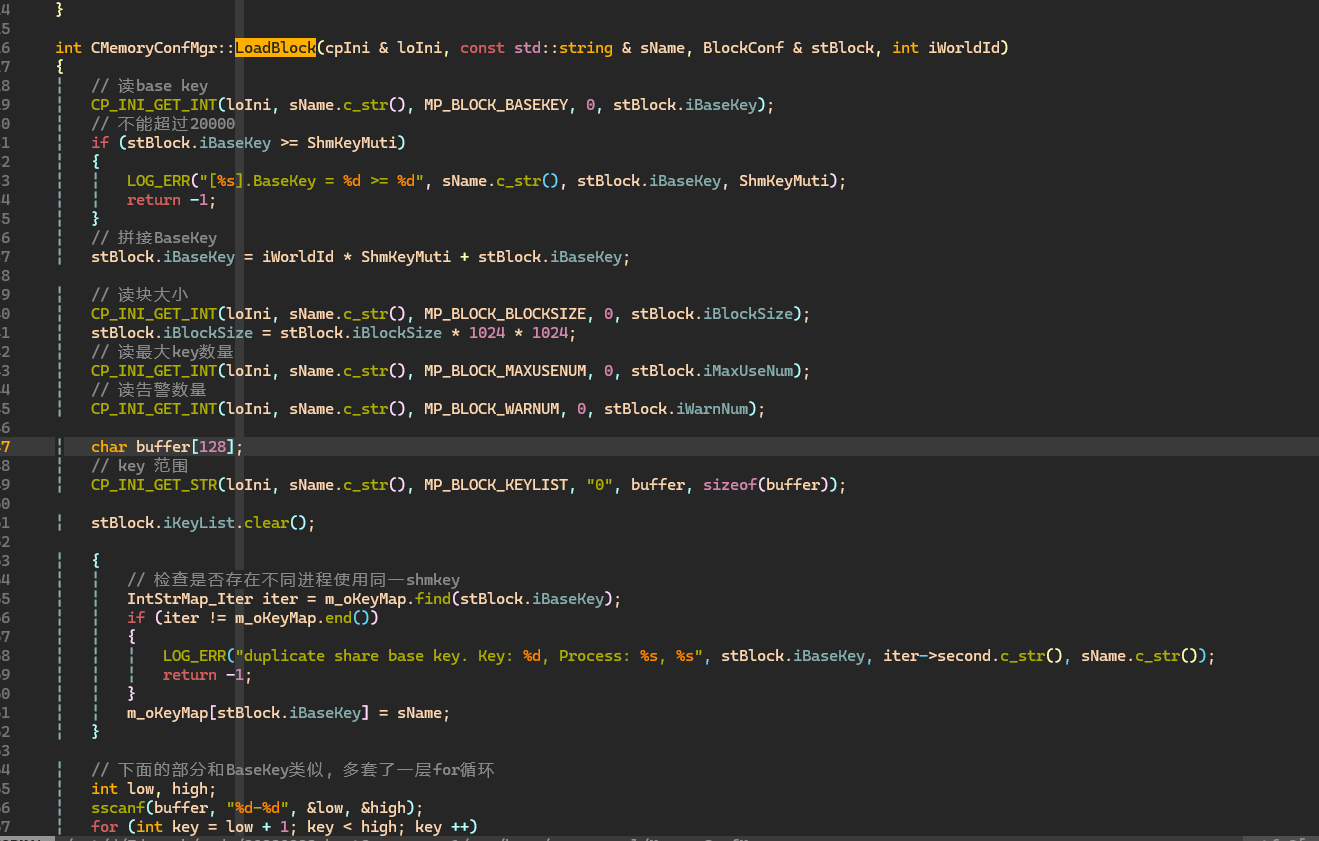 4 }
5
6 int CMemoryConfMgr::LoadBlock(cpIni & loIni, const std::string & sName, BlockConf & stBlock, int iWorldId)
7 {
8 // 读base key
9 CP_INI_GET_INT(loIni, sName.c_str(), MP_BLOCK_BASEKEY, 0, stBlock.iBaseKey);
0 // 不能超过20000
1 if (stBlock.iBaseKey >= ShmKeyMuti)
2 {
3 LOG_ERR("[%s].BaseKey = %d >= %d", sName.c_str(), stBlock.iBaseKey, ShmKeyMuti);
4 return -1;
5 }
6 // 拼接BaseKey
7 stBlock.iBaseKey = iWorldId * ShmKeyMuti + stBlock.iBaseKey;
8
9 // 读块大小
0 CP_INI_GET_INT(loIni, sName.c_str(), MP_BLOCK_BLOCKSIZE, 0, stBlock.iBlockSize);
1 stBlock.iBlockSize = stBlock.iBlockSize * 1024 * 1024;
2 // 读最大key数量
3 CP_INI_GET_INT(loIni, sName.c_str(), MP_BLOCK_MAXUSENUM, 0, stBlock.iMaxUseNum);
4 // 读告警数量
5 CP_INI_GET_INT(loIni, sName.c_str(), MP_BLOCK_WARNUM, 0, stBlock.iWarnNum);
6
7 char buffer[128];
8 // key 范围
9 CP_INI_GET_STR(loIni, sName.c_str(), MP_BLOCK_KEYLIST, "0", buffer, sizeof(buffer));
0
1 stBlock.iKeyList.clear();
2
3 {
4 // 检查是否存在不同进程使用同一shmkey
5 IntStrMap_Iter iter = m_oKeyMap.find(stBlock.iBaseKey);
6 if (iter != m_oKeyMap.end())
7 {
8 LOG_ERR("duplicate share base key. Key: %d, Process: %s, %s", stBlock.iBaseKey, iter->second.c_str(), sName.c_str());
9 return -1;
0 }
1 m_oKeyMap[stBlock.iBaseKey] = sName;
2 }
3
4 // 下面的部分和BaseKey类似，多套了一层for循环
5 int low, high;
6 sscanf(buffer, "%d-%d", &low, &high);
7 for (int key = low + 1; key < high; key ++)